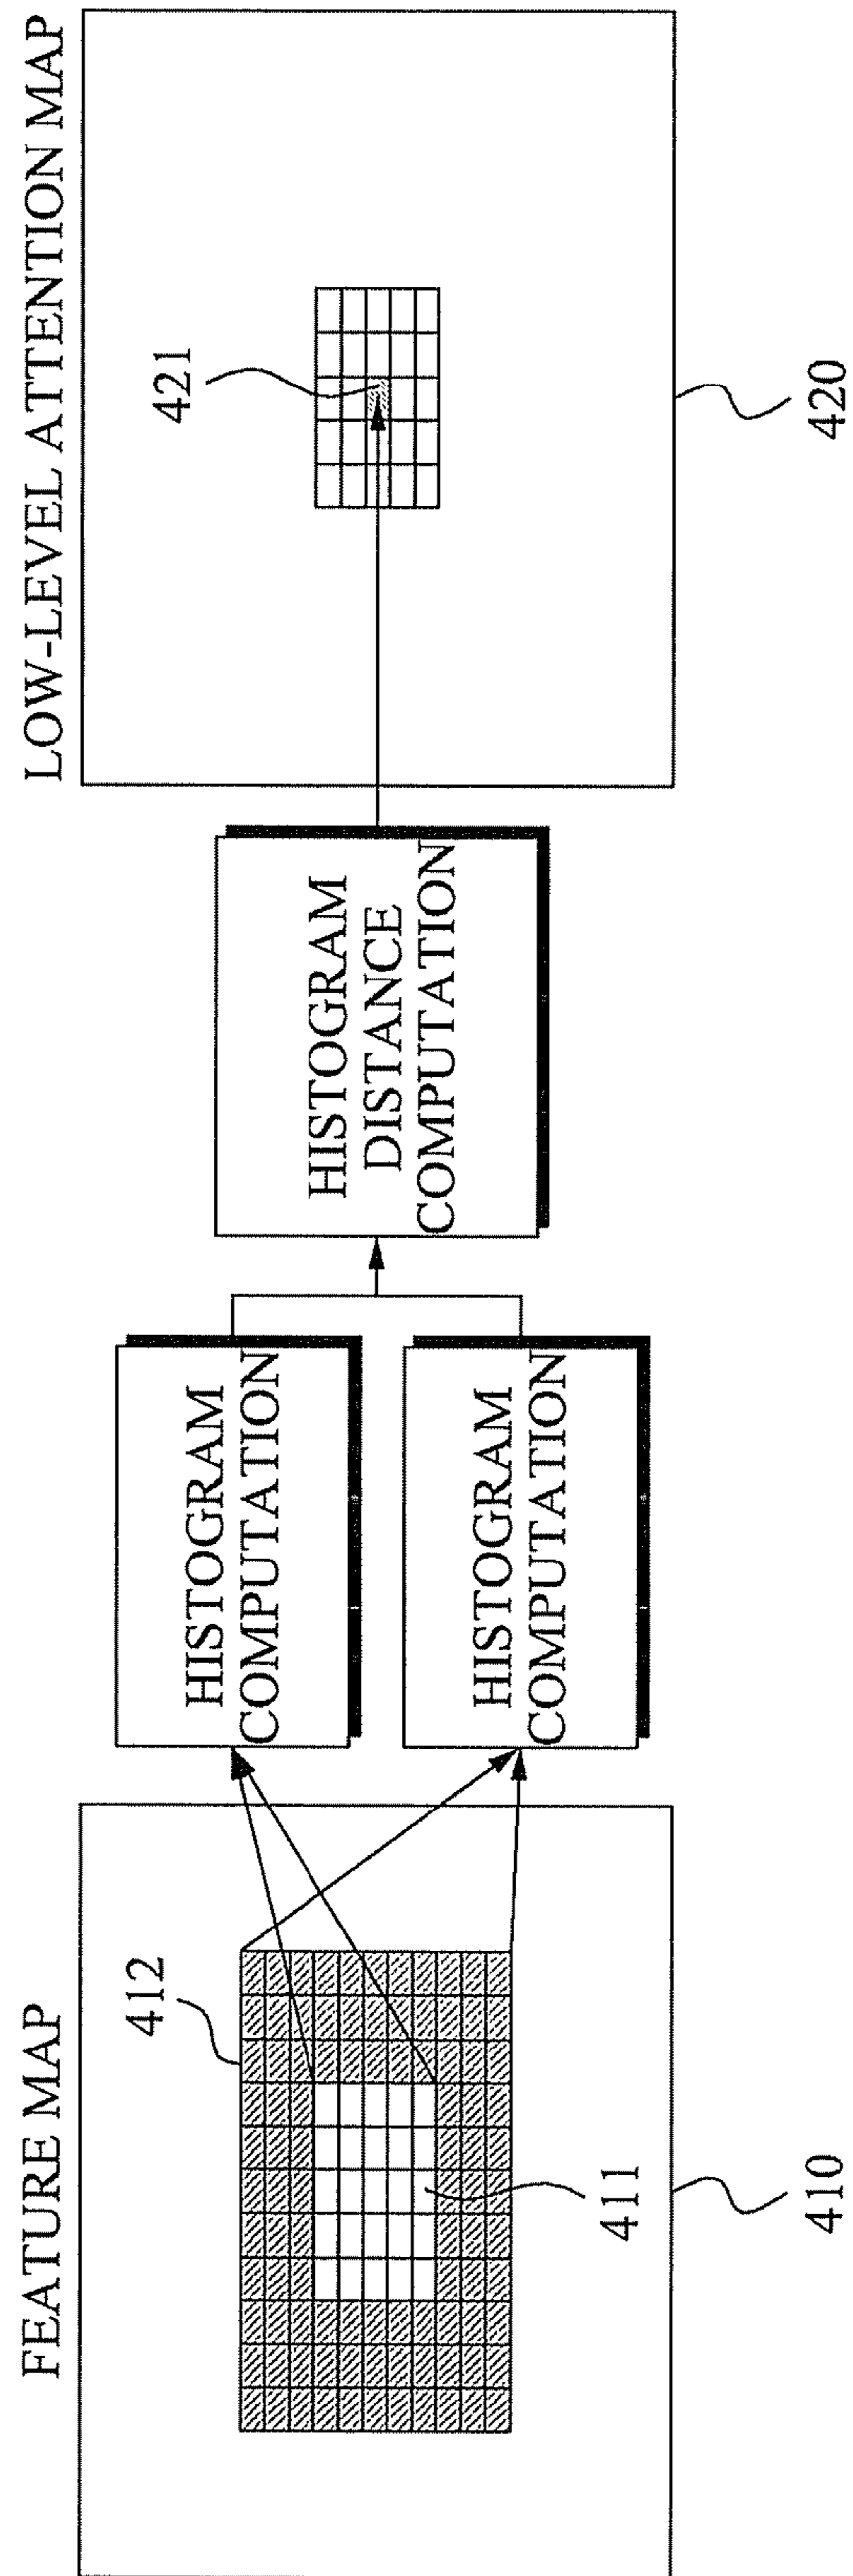 FEATURE MAP
412
411
410
HISTOGRAM
COMPUTATION
HISTOGRAM
COMPUTATION
HISTOGRAM
DISTANCE
COMPUTATION
LOW-LEVEL ATTENTION MAP
421
420